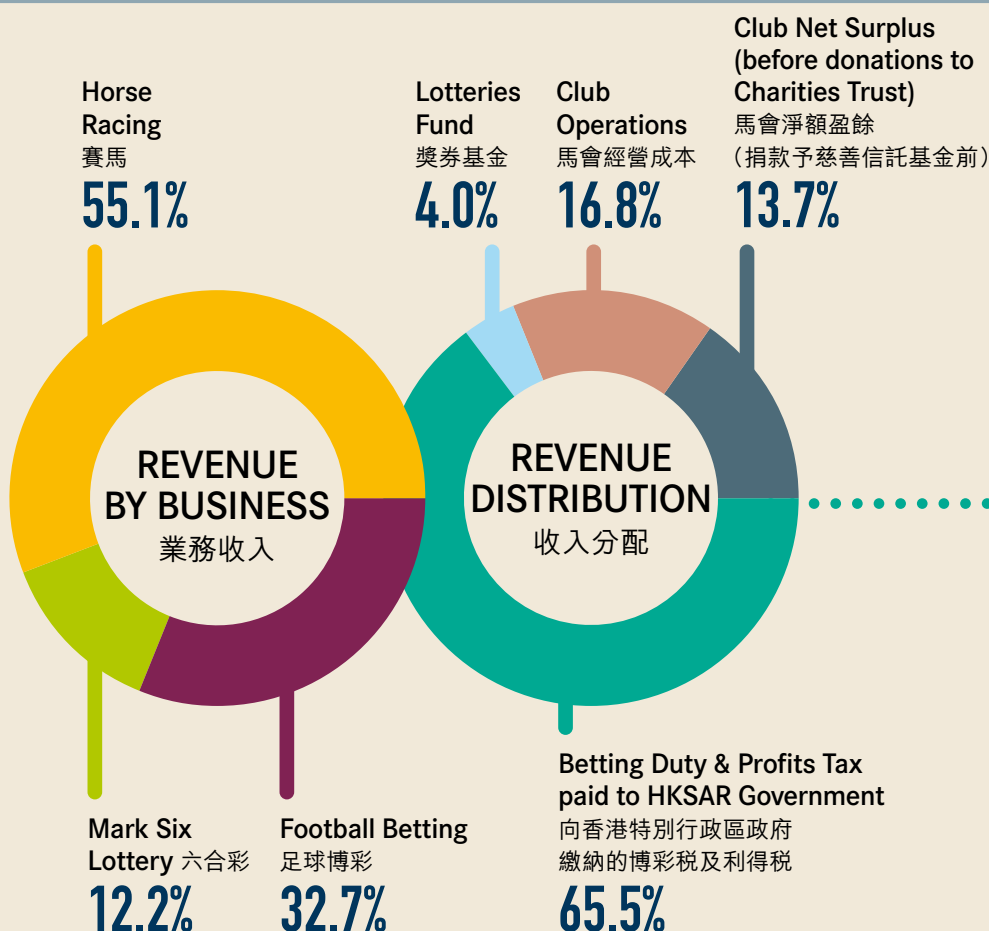 Horse
Racing
賽馬
55.1%
Lotteries
Fund
獎券基金
4.0%
Club
Operations
馬會經營成本
16.8%
Club Net Surplus
(before donations to
Charities Trust)
馬會淨額盈餘
（捐款予慈善信託基金前）
13.7%
REVENUE
BY BUSINESS
業務收入
REVENUE
DISTRIBUTION
收入分配
Mark Six
Lottery 六合彩
12.2%
Football Betting
足球博彩
32.7%
Betting Duty & Profits Tax
paid to HKSAR Government
向香港特別行政區政府
繳納的博彩稅及利得稅
65.5%